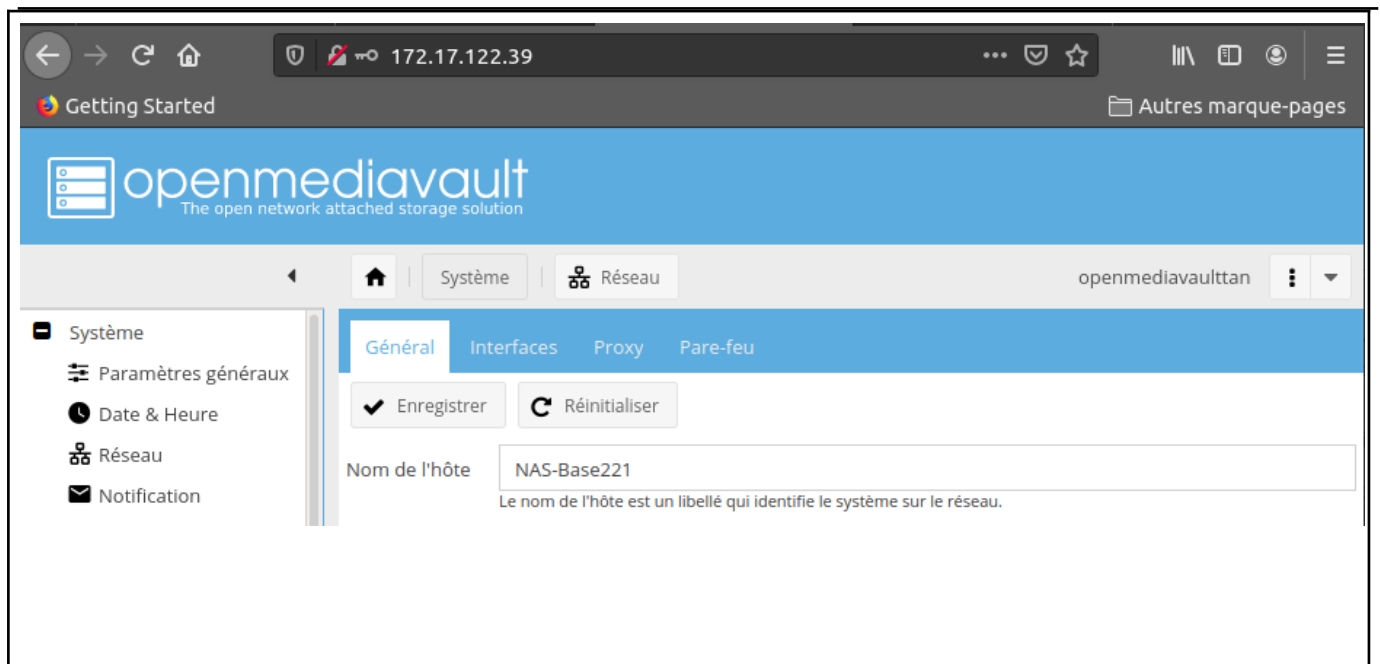 172.17.122.39
Getting Started
Autres marque-pages
openmediavault
The open network attached storage solution
Système
Réseau
openmediavaulttan
Système
Paramètres généraux
Date & Heure
Réseau
Notification
Général Interfaces Proxy Pare-feu
Enregistrer Réinitialiser
Nom de l'hôte NAS-Base221
Le nom de l'hôte est un libellé qui identifie le système sur le réseau.